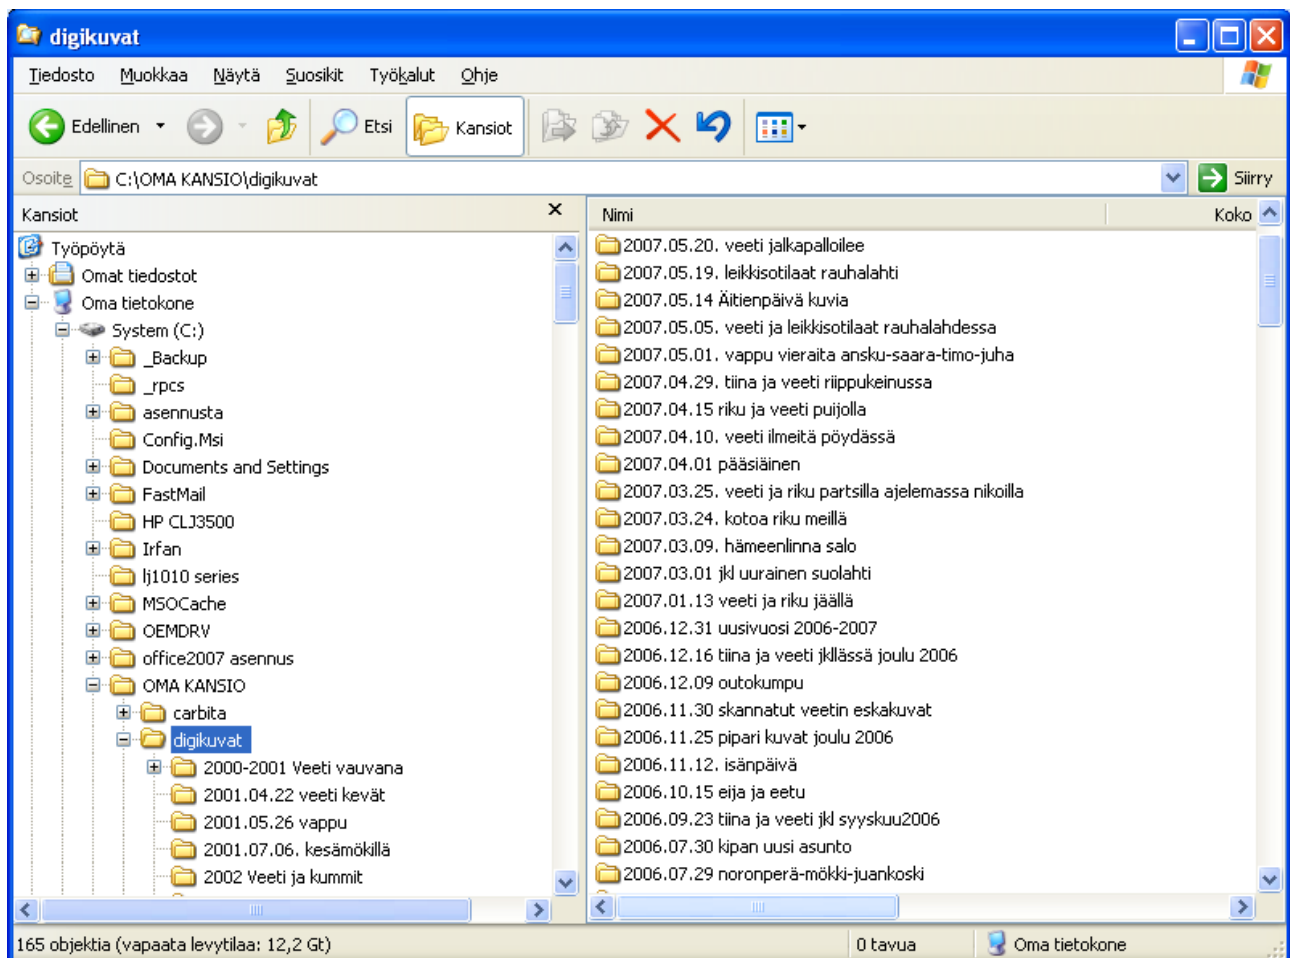 digikuvat
Tiedosto Muokkaa Näytä Suosikit Työkalut Ohje
Edellinen Etsi Kansiot
Osoite C:\OMA KANSIO\digikuvat Siirry
Kansiot
Työpöytä
Omat tiedostot
Oma tietokone
System (C:)
_Backup
_rpcs
asennusta
Config.Msi
Documents and Settings
FastMail
HP CLJ3500
Irfan
lj1010 series
MSOCache
OEMDRV
office2007 asennus
OMA KANSIO
carbita
digikuvat
2000-2001 Veeti vauvana
2001.04.22 veeti kevät
2001.05.26 vappu
2001.07.06. kesämökillä
2002 Veeti ja kummit
Nimi Koko
2007.05.20. veeti jalkapalloilee
2007.05.19. leikkisotilaat rauhalahti
2007.05.14 Äitienpäivä kuvia
2007.05.05. veeti ja leikkisotilaat rauhalahdessa
2007.05.01. vappu vieraita ansku-saara-timo-juha
2007.04.29. tiina ja veeti riippukeinussa
2007.04.15 riku ja veeti puijolla
2007.04.10. veeti ilmeitä pöydässä
2007.04.01 pääsiäinen
2007.03.25. veeti ja riku partsilla ajelemassa nikoilla
2007.03.24. kotoa riku meillä
2007.03.09. hämeenlinna salo
2007.03.01 jkl uurainen suolahti
2007.01.13 veeti ja riku jäällä
2006.12.31 uusivuosi 2006-2007
2006.12.16 tiina ja veeti jkllässä joulu 2006
2006.12.09 outokumpu
2006.11.30 skannatut veetin eskakuvat
2006.11.25 pipari kuvat joulu 2006
2006.11.12. isänpäivä
2006.10.15 eija ja eetu
2006.09.23 tiina ja veeti jkl syyskuu2006
2006.07.30 kipan uusi asunto
2006.07.29 noronperä-mökki-juankoski
165 objektia (vapaata levytilaa: 12,2 Gt) 0 tavua Oma tietokone